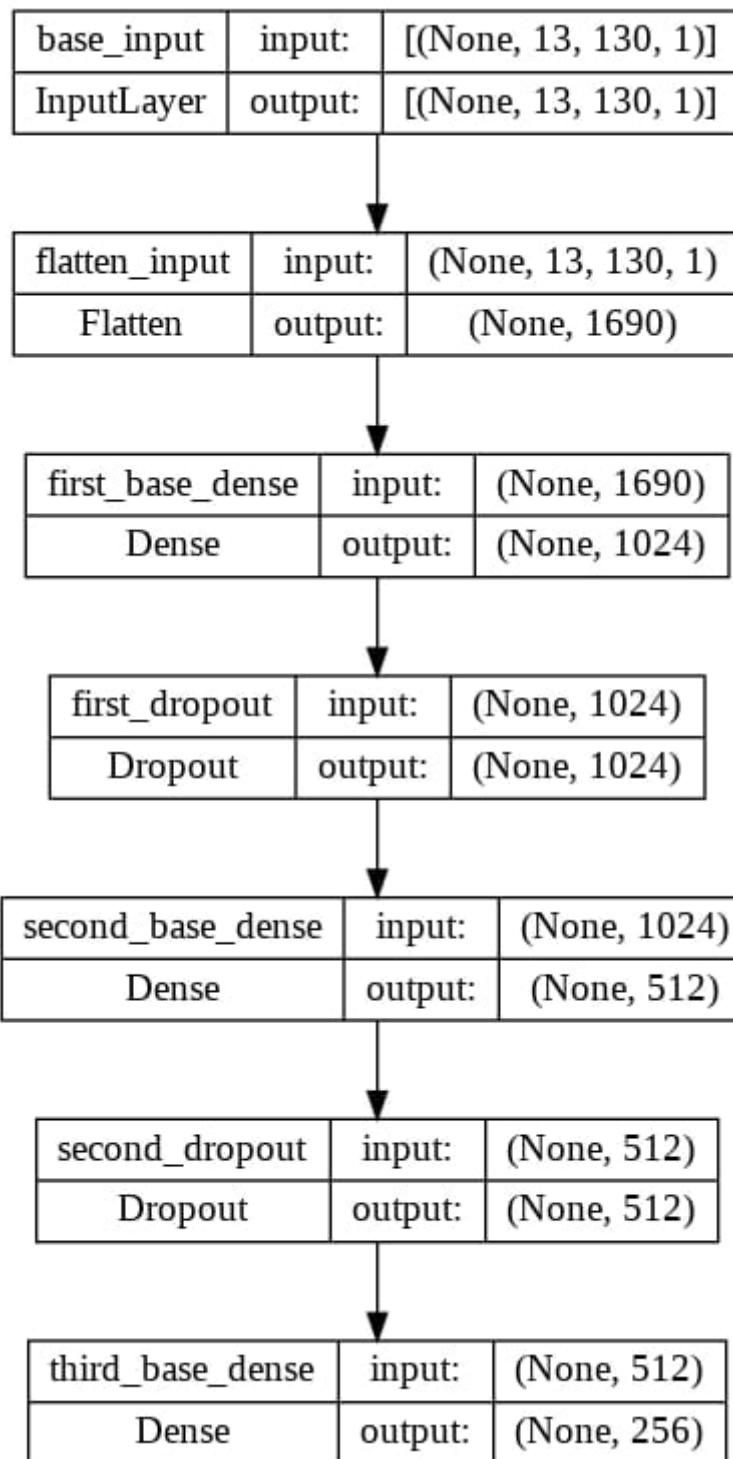 base_input input: [(None, 13, 130, 1)]
InputLayer output: [(None, 13, 130, 1)]
flatten_input input: (None, 13, 130, 1)
Flatten output: (None, 1690)
first_base_dense input: (None, 1690)
Dense output: (None, 1024)
first_dropout input: (None, 1024)
Dropout output: (None, 1024)
second_base_dense input: (None, 1024)
Dense output: (None, 512)
second_dropout input: (None, 512)
Dropout output: (None, 512)
third_base_dense input: (None, 512)
Dense output: (None, 256)